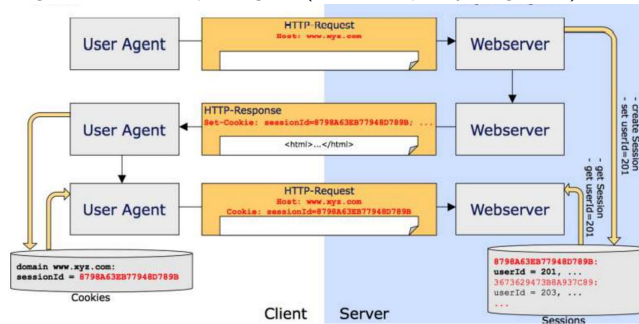 HTTP-Request
Host: www.xyz.com
User Agent
Webserver
- create Session
- set userId=201
HTTP-Response
Set-Cookie: sessionId=8798A63EB77948D789B; ...
<html>...</html>
User Agent
Webserver
- get Session
- get userId=201
HTTP-Request
Host: www.xyz.com
Cookie: sessionId=8798A63EB77948D789B
User Agent
Webserver
domain www.xyz.com:
sessionId = 8798A63EB77948D789B
Cookies
8798A63EB77948D789B:
userId = 201, ...
3673629473B8A937C89:
userId = 203, ...
...
Sessions
Client
Server